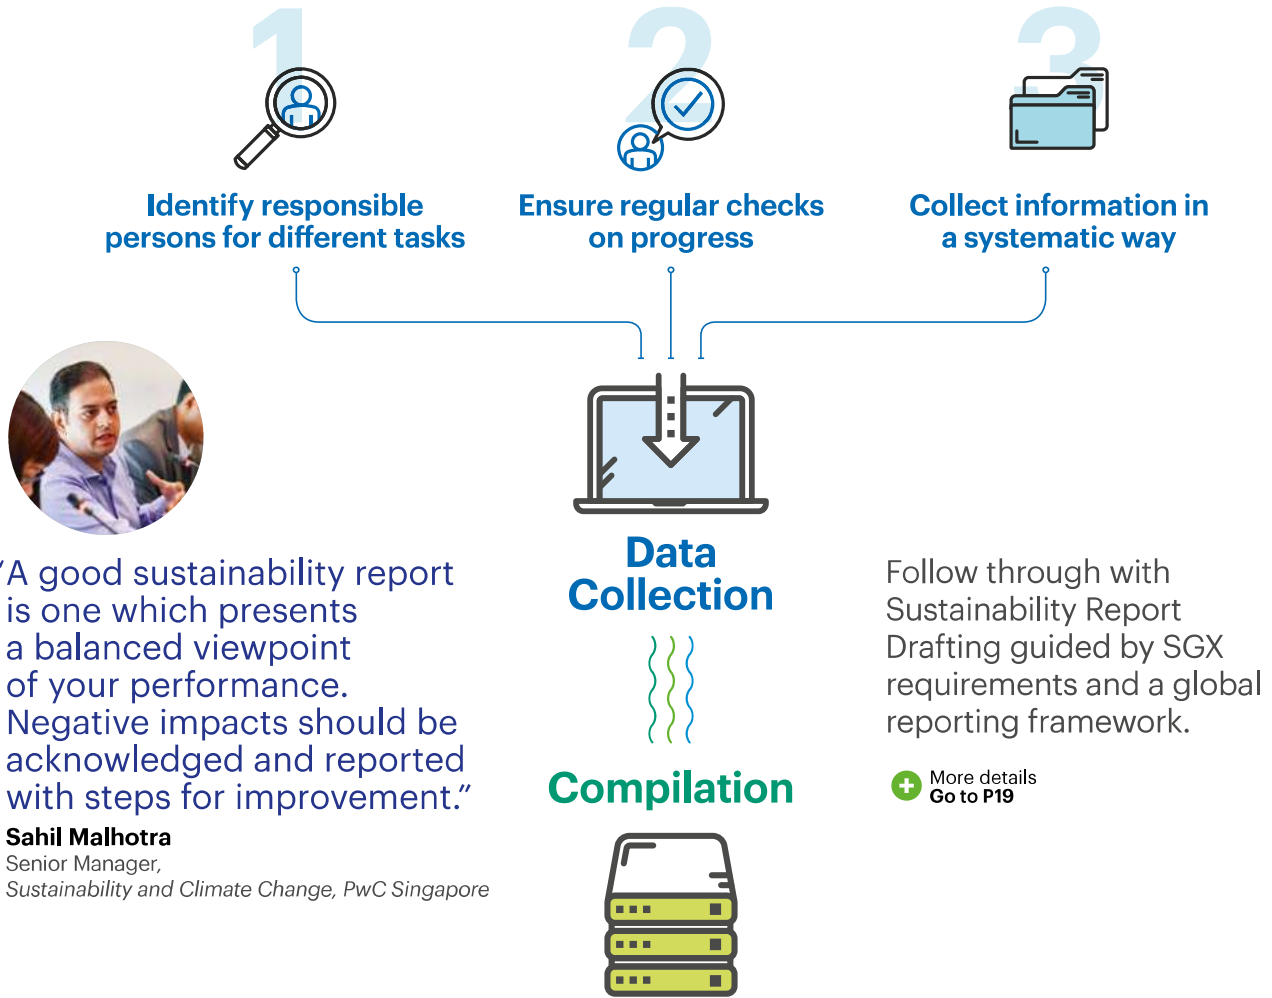 1
2
3
Identify responsible
persons for different tasks
Ensure regular checks
on progress
Collect information in
a systematic way
Data
Collection
Compilation
“A good sustainability report
is one which presents
a balanced viewpoint
of your performance.
Negative impacts should be
acknowledged and reported
with steps for improvement.”
Sahil Malhotra
Senior Manager,
Sustainability and Climate Change, PwC Singapore
Follow through with
Sustainability Report
Drafting guided by SGX
requirements and a global
reporting framework.
More details
Go to P19